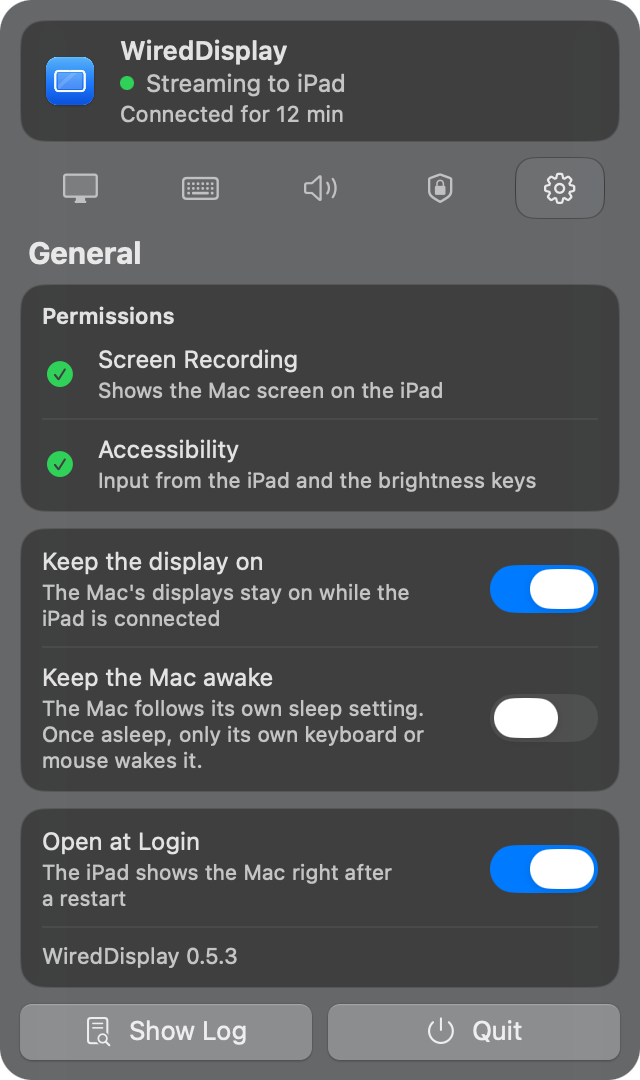 WiredDisplay
Streaming to iPad
Connected for 12 min
General
Permissions
Screen Recording
Shows the Mac screen on the iPad
Accessibility
Input from the iPad and the brightness keys
Keep the display on
The Mac's displays stay on while the
iPad is connected
Keep the Mac awake
The Mac follows its own sleep setting.
Once asleep, only its own keyboard or
mouse wakes it.
Open at Login
The iPad shows the Mac right after
a restart
WiredDisplay 0.5.3
Show Log
Quit